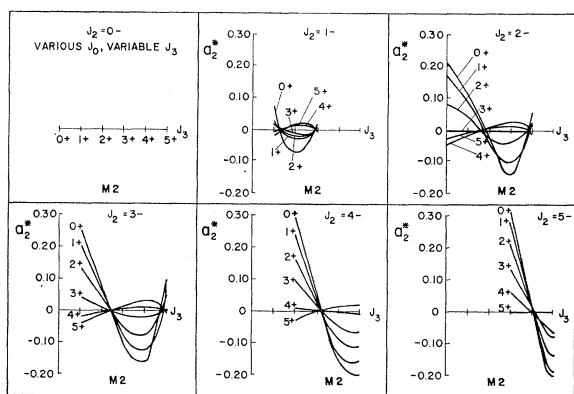 J2=0-
VARIOUS J0, VARIABLE J3
0+ 1+ 2+ 3+ 4+ 5+ J3
M2
a2*
J2=1-
0.30
0.20
0.10
0
-0.10
-0.20
0+
5+
3+
4+
1+
2+
J3
M2
a2*
J2=2-
0.30
0.20
0.10
0
-0.10
-0.20
0+
1+
2+
3+
5+
4+
J3
M2
a2*
J2=3-
0.30
0.20
0.10
0
-0.10
-0.20
0+
1+
2+
3+
4+
5+
J3
M2
a2*
J2=4-
0.30
0.20
0.10
0
-0.10
-0.20
0+
1+
2+
3+
4+
5+
J3
M2
a2*
J2=5-
0.30
0.20
0.10
0
-0.10
-0.20
0+
1+
2+
3+
4+
5+
J3
M2